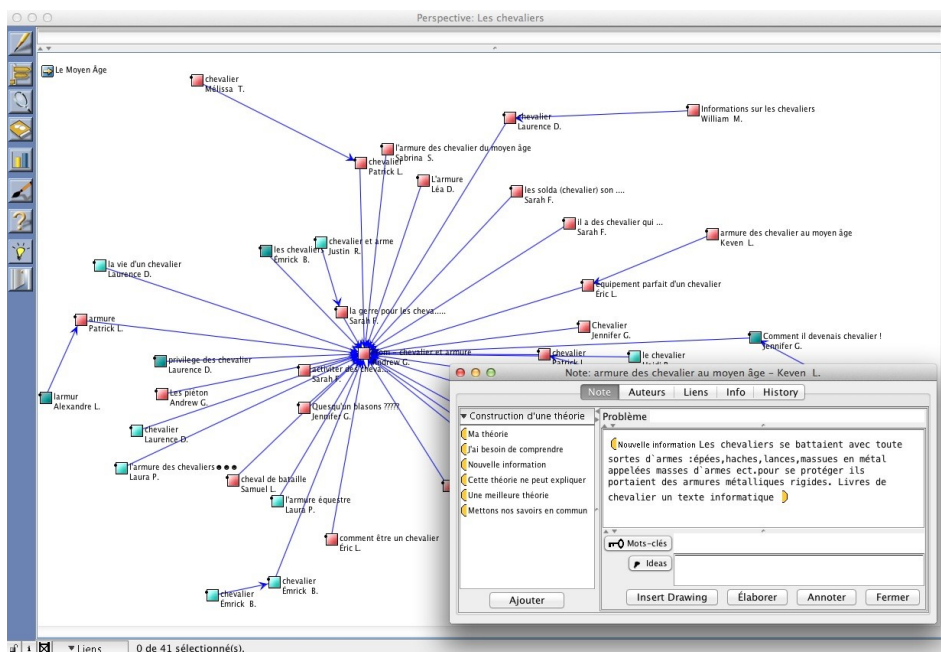 Perspective: Les chevaliers
Le Moyen Âge
chevalier
Mélissa T.
chevalier
Laurence D.
Informations sur les chevaliers
William M.
l'armure des chevalier du moyen âge
Sabrina S.
chevalier
Patrick L.
L'armure
Léa D.
les solda (chevalier) son ....
Sarah F.
il a des chevalier qui ...
Sarah F.
armure des chevalier au moyen âge
Keven L.
chevalier et arme
Justin R.
les chevaliers
Émrick B.
la vie d'un chevalier
Laurence D.
Équipement parfait d'un chevalier
Éric L.
la gerre pour les cheva.....
Sarah F.
armure
Patrick L.
Chevalier
Jennifer G.
Comment il devenais chevalier !
Jennifer G.
chevalier et armure
Andrew G.
chevalier
Patrick L.
le chevalier
privilege des chevalier
Laurence D.
activiter des cheva...
Sarah F.
Les pieton
Andrew G.
larmur
Alexandre L.
Quesqu'un blasons ?????
Jennifer G.
chevalier
Laurence D.
l'armure des chevaliers●●●
Laura P.
cheval de bataille
Samuel L.
l'armure équestre
Laura P.
comment être un chevalier
Éric L.
chevalier
Émrick B.
chevalier
Émrick B.
Note: armure des chevalier au moyen âge - Keven L.
Note Auteurs Liens Info History
Construction d'une théorie
Ma théorie
J'ai besoin de comprendre
Nouvelle information
Cette théorie ne peut expliquer
Une meilleure théorie
Mettons nos savoirs en commun
Ajouter
Problème
Nouvelle information Les chevaliers se battaient avec toute
sortes d`armes :épées,haches,lances,massues en métal
appelées masses d`armes ect.pour se protéger ils
portaient des armures métalliques rigides. Livres de
chevalier un texte informatique
Mots-clés
Ideas
Insert Drawing Élaborer Annoter Fermer
Liens 0 de 41 sélectionné(s).